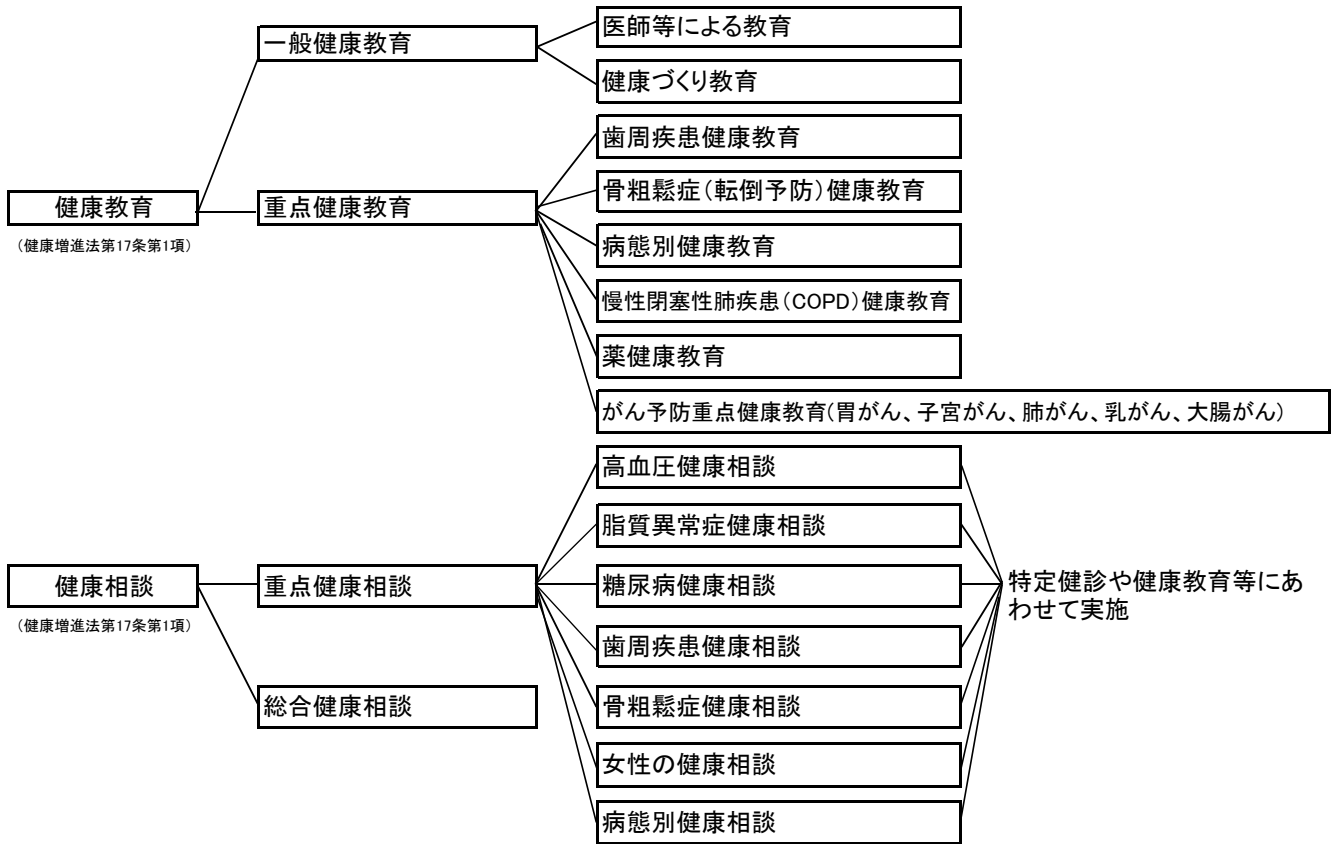 医師等による教育
一般健康教育
健康づくり教育
歯周疾患健康教育
骨粗鬆症(転倒予防)健康教育
健康教育
重点健康教育
(健康増進法第17条第1項)
病態別健康教育
慢性閉塞性肺疾患(COPD)健康教育
薬健康教育
がん予防重点健康教育(胃がん、子宮がん、肺がん、乳がん、大腸がん)
高血圧健康相談
脂質異常症健康相談
健康相談
重点健康相談
糖尿病健康相談
特定健診や健康教育等にあ
わせて実施
(健康増進法第17条第1項)
歯周疾患健康相談
総合健康相談
骨粗鬆症健康相談
女性の健康相談
病態別健康相談